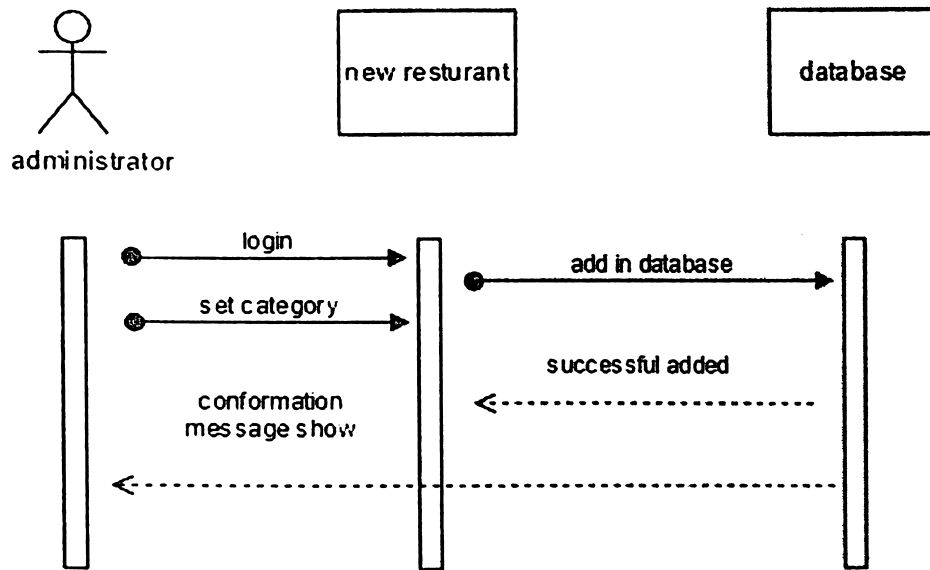 new resturant
database
administrator
login
add in database
set category
successful added
conformation
message show